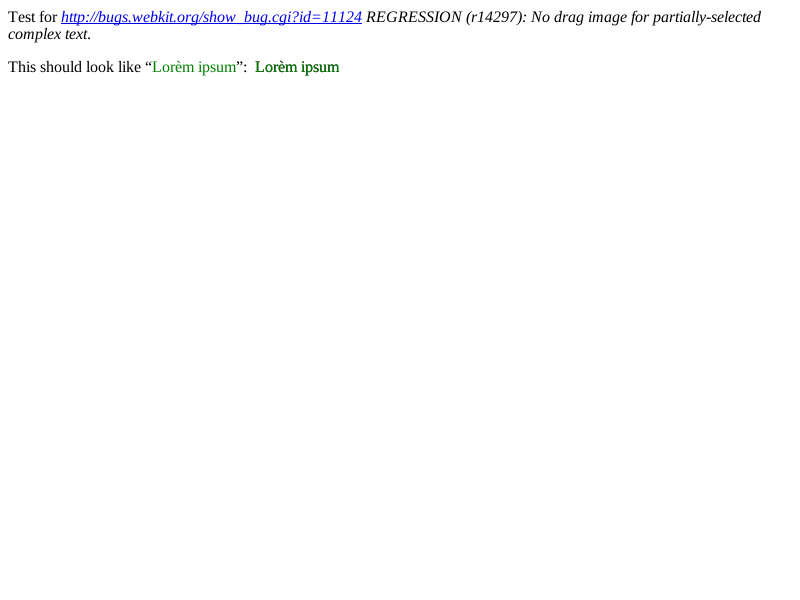 Test for http://bugs.webkit.org/show_bug.cgi?id=11124 REGRESSION (r14297): No drag image for partially-selected
complex text.
This should look like “Lorèm ipsum”: Lorèm ipsum